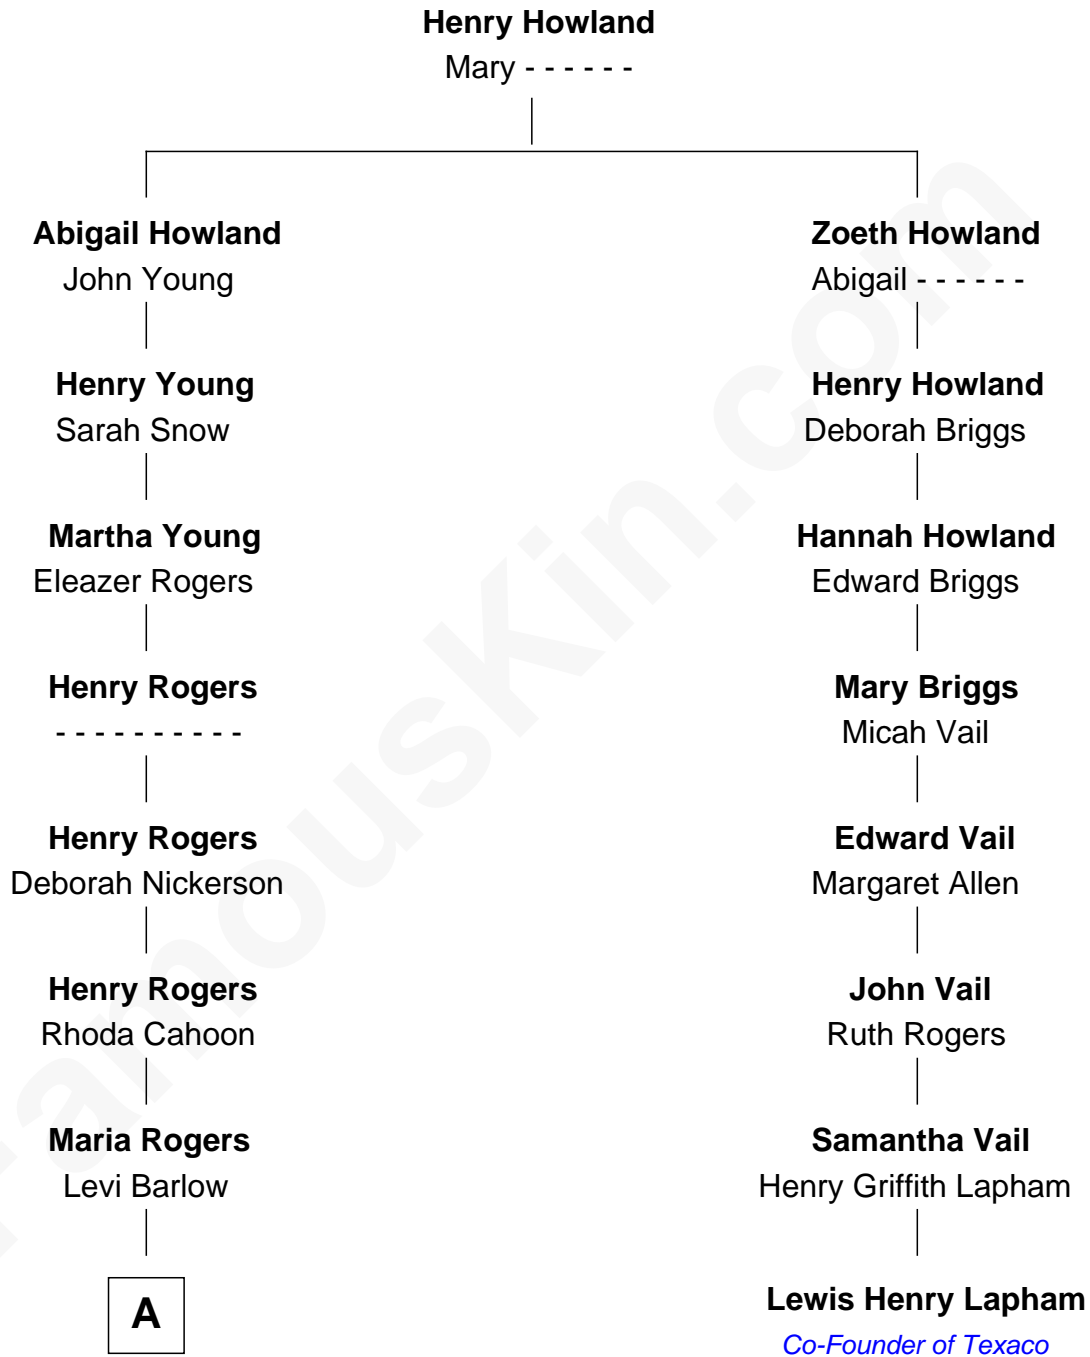 Henry Howland
Mary - - - - - -
Abigail Howland
John Young
Zoeth Howland
Abigail - - - - - -
Henry Young
Sarah Snow
Henry Howland
Deborah Briggs
Martha Young
Eleazer Rogers
Hannah Howland
Edward Briggs
Henry Rogers
- - - - - - - - - -
Mary Briggs
Micah Vail
Henry Rogers
Deborah Nickerson
Edward Vail
Margaret Allen
Henry Rogers
Rhoda Cahoon
John Vail
Ruth Rogers
Maria Rogers
Levi Barlow
Samantha Vail
Henry Griffith Lapham
A
Lewis Henry Lapham
Co-Founder of Texaco
FamousKin.com